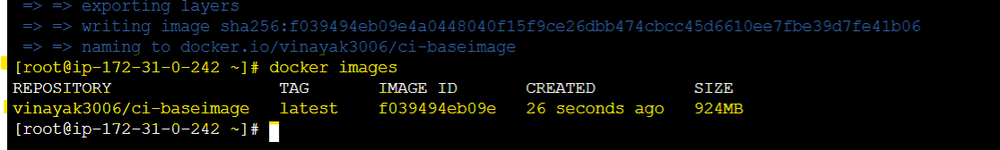 => => exporting layers
=> => writing image sha256:f039494eb09e4a0448040f15f9ce26dbb474cbcc45d6610ee7fbe39d7fe41b06
=> => naming to docker.io/vinayak3006/ci-baseimage
[root@ip-172-31-0-242 ~]# docker images
REPOSITORY TAG IMAGE ID CREATED SIZE
vinayak3006/ci-baseimage latest f039494eb09e 26 seconds ago 924MB
[root@ip-172-31-0-242 ~]#